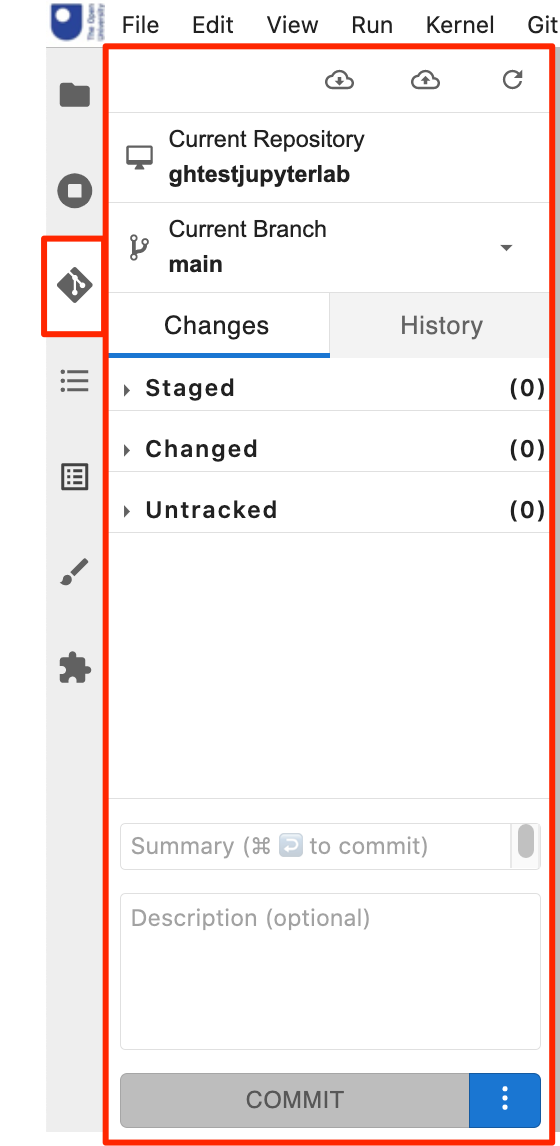 The Open
University
File Edit View Run Kernel Git
Current Repository
ghtestjupyterlab
Current Branch
main
Changes History
Staged (0)
Changed (0)
Untracked (0)
Summary (⌘ ↩ to commit)
Description (optional)
COMMIT